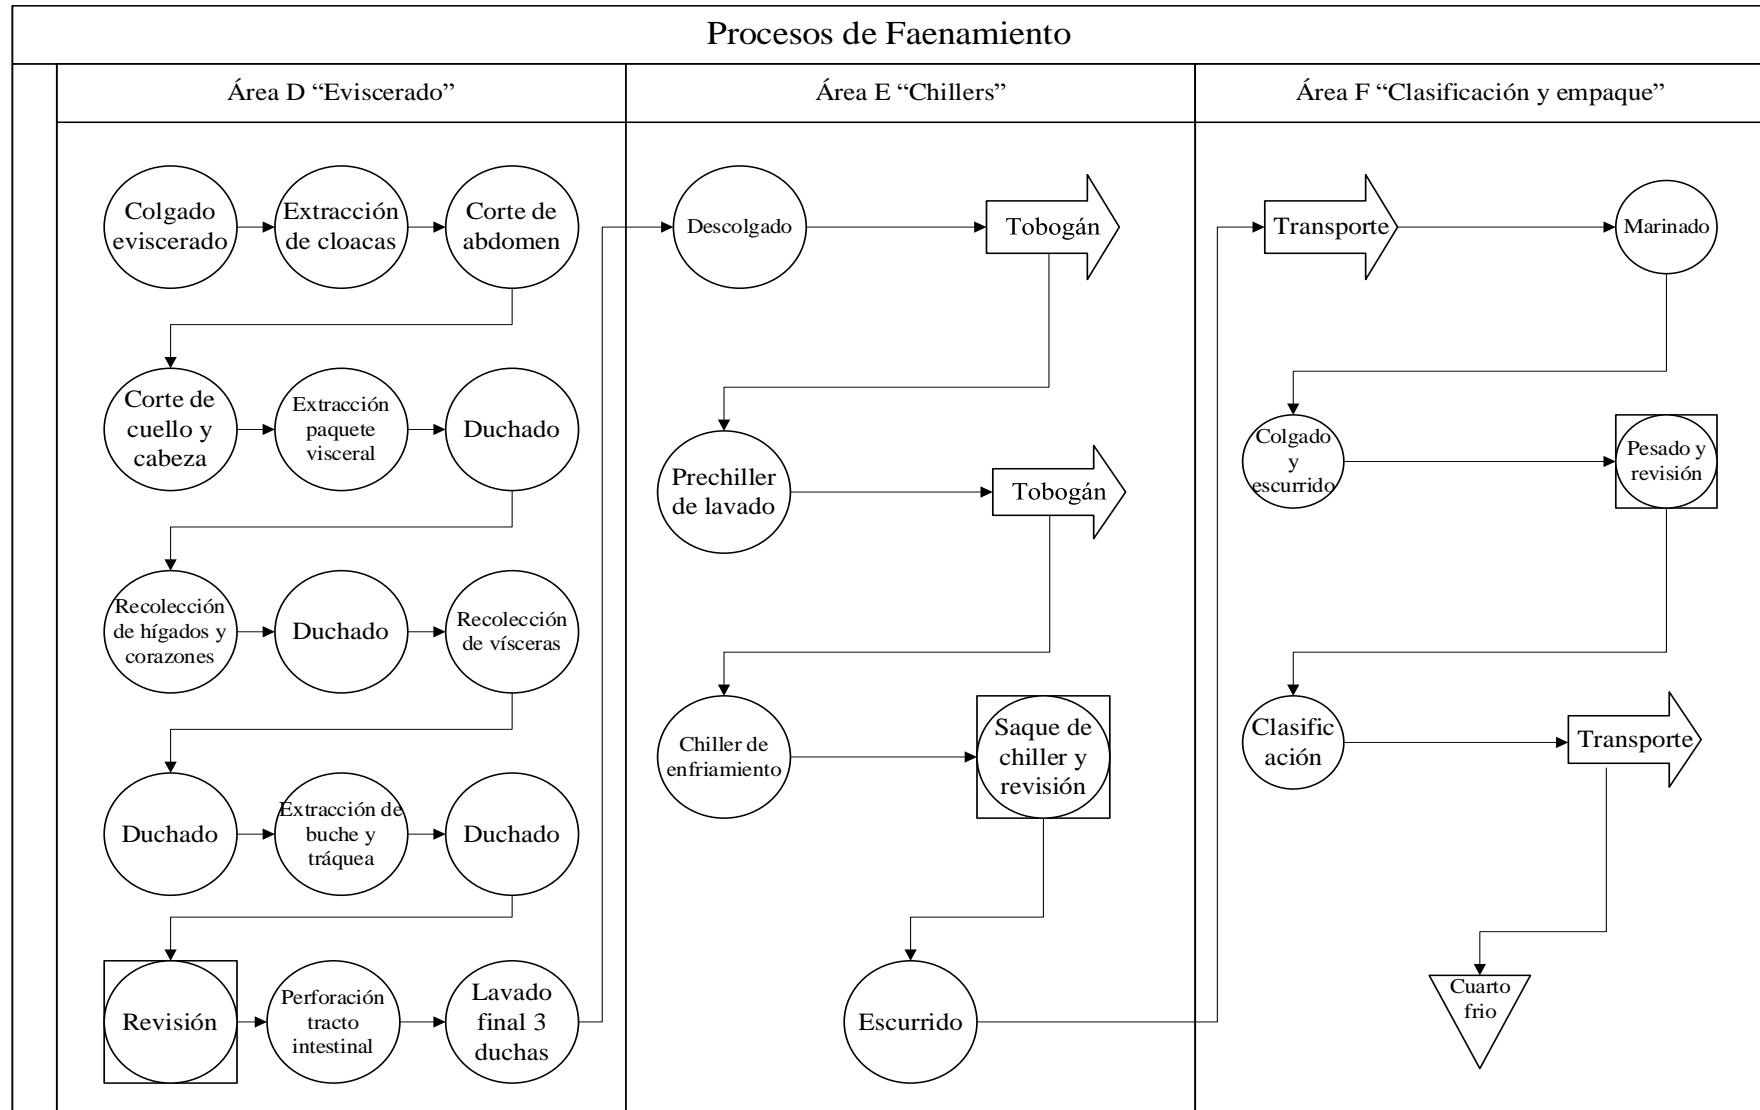 Procesos de Faenamiento
Área D “Eviscerado”
Área E “Chillers”
Área F “Clasificación y empaque”
Colgado
eviscerado
Extracción
de cloacas
Corte de
abdomen
Corte de
cuello y
cabeza
Extracción
paquete
visceral
Duchado
Recolección
de hígados y
corazones
Duchado
Recolección
de vísceras
Duchado
Extracción de
buche y
tráquea
Duchado
Revisión
Perforación
tracto
intestinal
Lavado
final 3
duchas
Descolgado
Tobogán
Prechiller
de lavado
Tobogán
Chiller de
enfriamiento
Saque de
chiller y
revisión
Escurrido
Transporte
Marinado
Colgado
y
escurrido
Pesado y
revisión
Clasific
ación
Transporte
Cuarto
frio